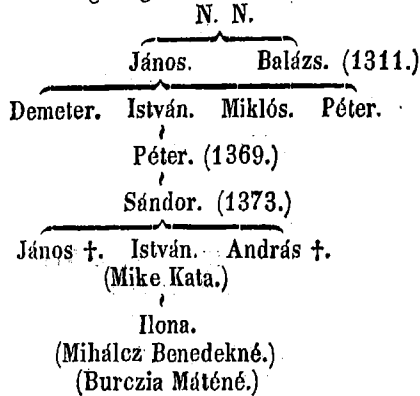 N. N.
János. Balázs. (1311.)
Demeter. István. Miklós. Péter.
Péter. (1369.)
Sándor. (1373.)
János †. István. András †.
(Mike Kata.)
Ilona.
(Mihálcz Benedekné.)
(Burczia Máténé.)